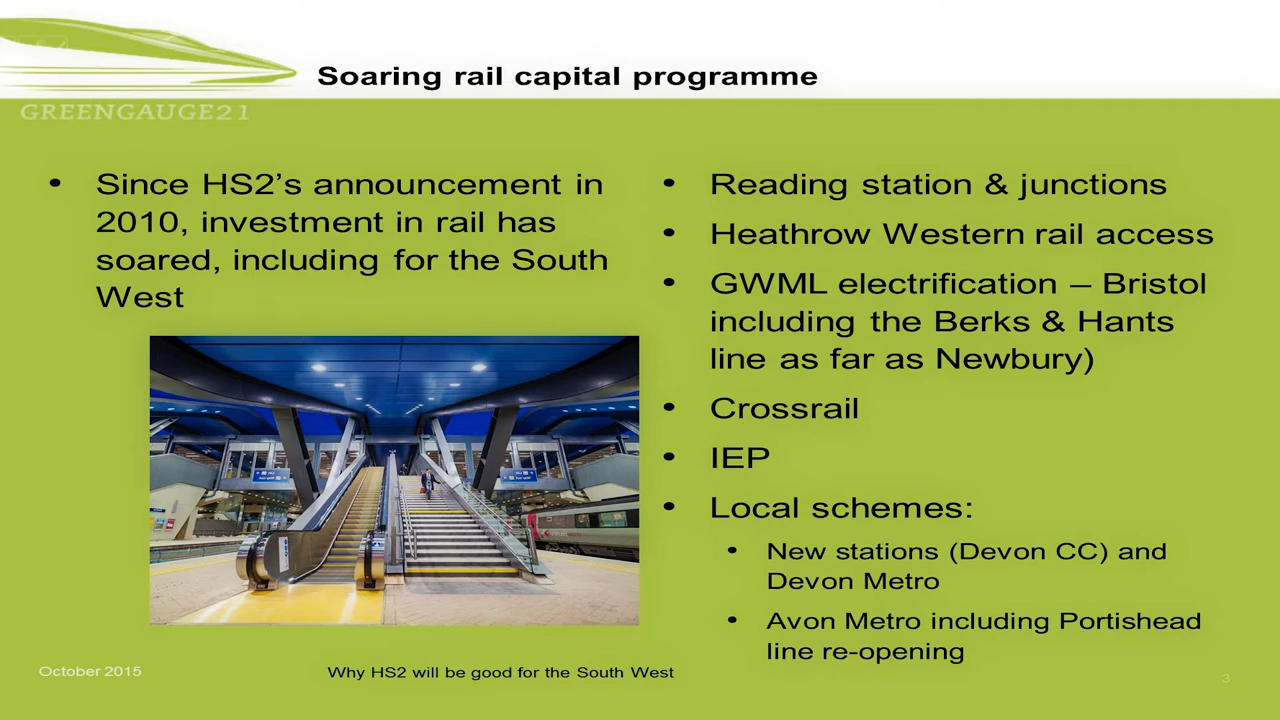 Soaring rail capital programme
GREENGAUGE21
• Since HS2’s announcement in
2010, investment in rail has
soared, including for the South
West
• Reading station & junctions
• Heathrow Western rail access
• GWML electrification – Bristol
including the Berks & Hants
line as far as Newbury)
• Crossrail
• IEP
• Local schemes:
• New stations (Devon CC) and
Devon Metro
• Avon Metro including Portishead
line re-opening
October 2015
Why HS2 will be good for the South West
3